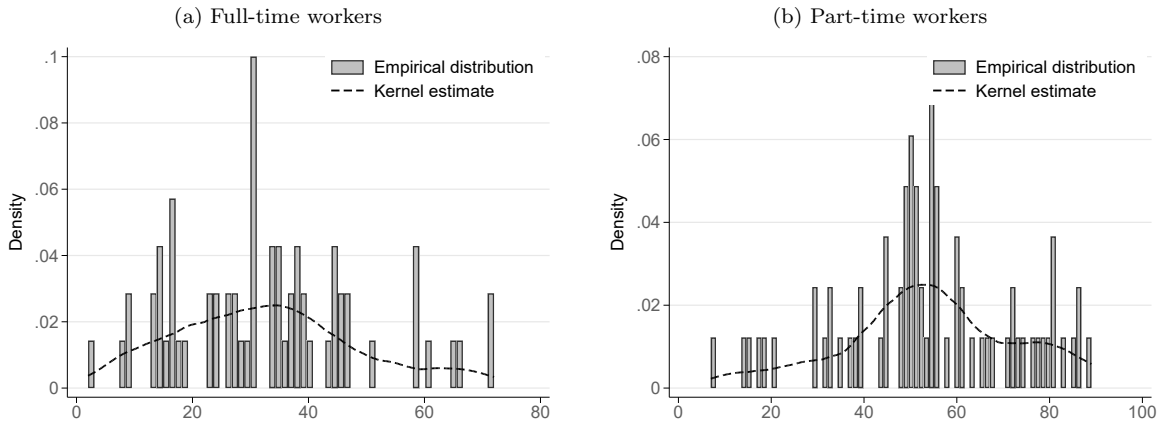 (a) Full-time workers
.1
.08
.06
.04
.02
0
Density
0 20 40 60 80
Empirical distribution
Kernel estimate
(b) Part-time workers
.08
.06
.04
.02
0
Density
0 20 40 60 80 100
Empirical distribution
Kernel estimate